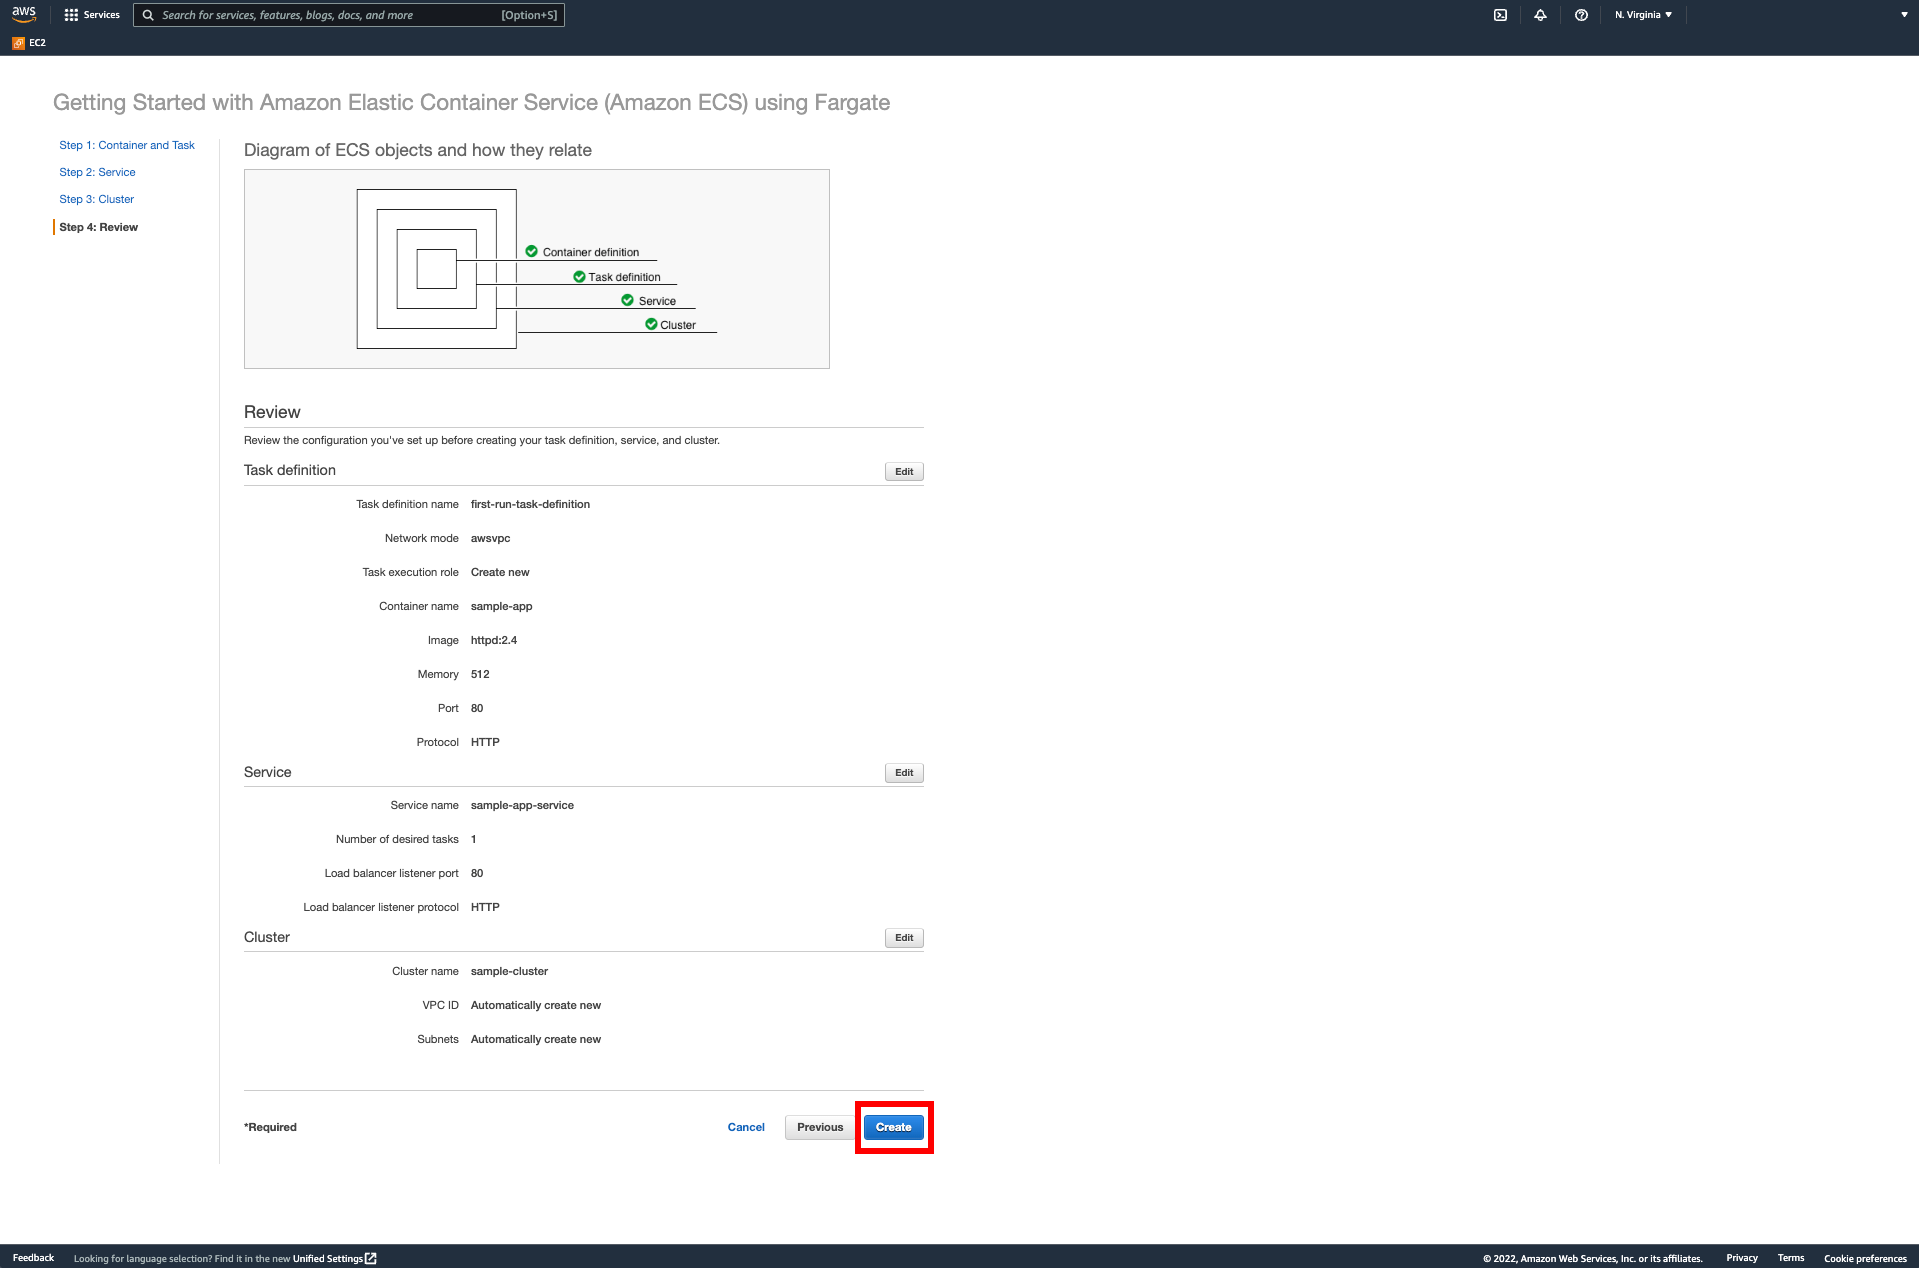 aws Services Search for services, features, blogs, docs, and more [Option+S] N. Virginia
EC2
Getting Started with Amazon Elastic Container Service (Amazon ECS) using Fargate
Step 1: Container and Task
Step 2: Service
Step 3: Cluster
Step 4: Review
Diagram of ECS objects and how they relate
Container definition
Task definition
Service
Cluster
Review
Review the configuration you've set up before creating your task definition, service, and cluster.
Task definition Edit
Task definition name first-run-task-definition
Network mode awsvpc
Task execution role Create new
Container name sample-app
Image httpd:2.4
Memory 512
Port 80
Protocol HTTP
Service Edit
Service name sample-app-service
Number of desired tasks 1
Load balancer listener port 80
Load balancer listener protocol HTTP
Cluster Edit
Cluster name sample-cluster
VPC ID Automatically create new
Subnets Automatically create new
*Required Cancel Previous Create
Feedback Looking for language selection? Find it in the new Unified Settings © 2022, Amazon Web Services, Inc. or its affiliates. Privacy Terms Cookie preferences